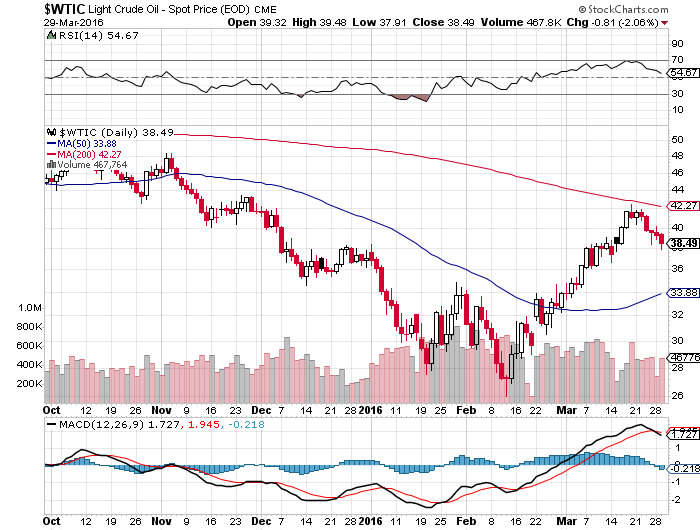 $WTIC Light Crude Oil - Spot Price (EOD) CME © StockCharts.com
29-Mar-2016 Open 39.32 High 39.48 Low 37.91 Close 38.49 Volume 467.8K Chg -0.81 (-2.06%)
RSI(14) 54.67
90
70
54.67
50
30
10
$WTIC (Daily) 38.49
MA(50) 33.88
MA(200) 42.27
Volume 467,764
50
48
46
44
42.27
40
38.49
36
33.88
32
30
28
26
1.0M
800K
600K
400K
200K
46776
Oct 12 19 26 Nov 9 16 23 Dec 7 14 21 28 2016 11 19 25 Feb 8 16 22 Mar 7 14 21 28
MACD(12,26,9) 1.727, 1.945, -0.218
1.727
1
-0.218
-1
-2
Oct 12 19 26 Nov 9 16 23 Dec 7 14 21 28 2016 11 19 25 Feb 8 16 22 Mar 7 14 21 28